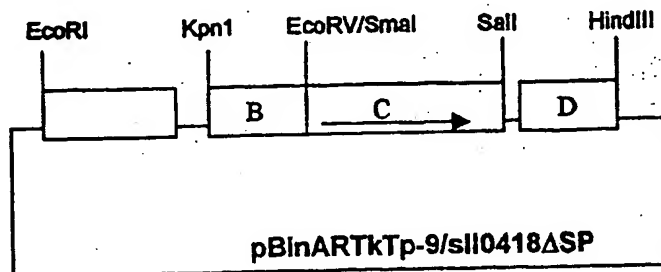 EcoRI Kpn1 EcoRV/SmaI SalI HindIII
B C D
pBinARTkTp-9/sll0418ΔSP